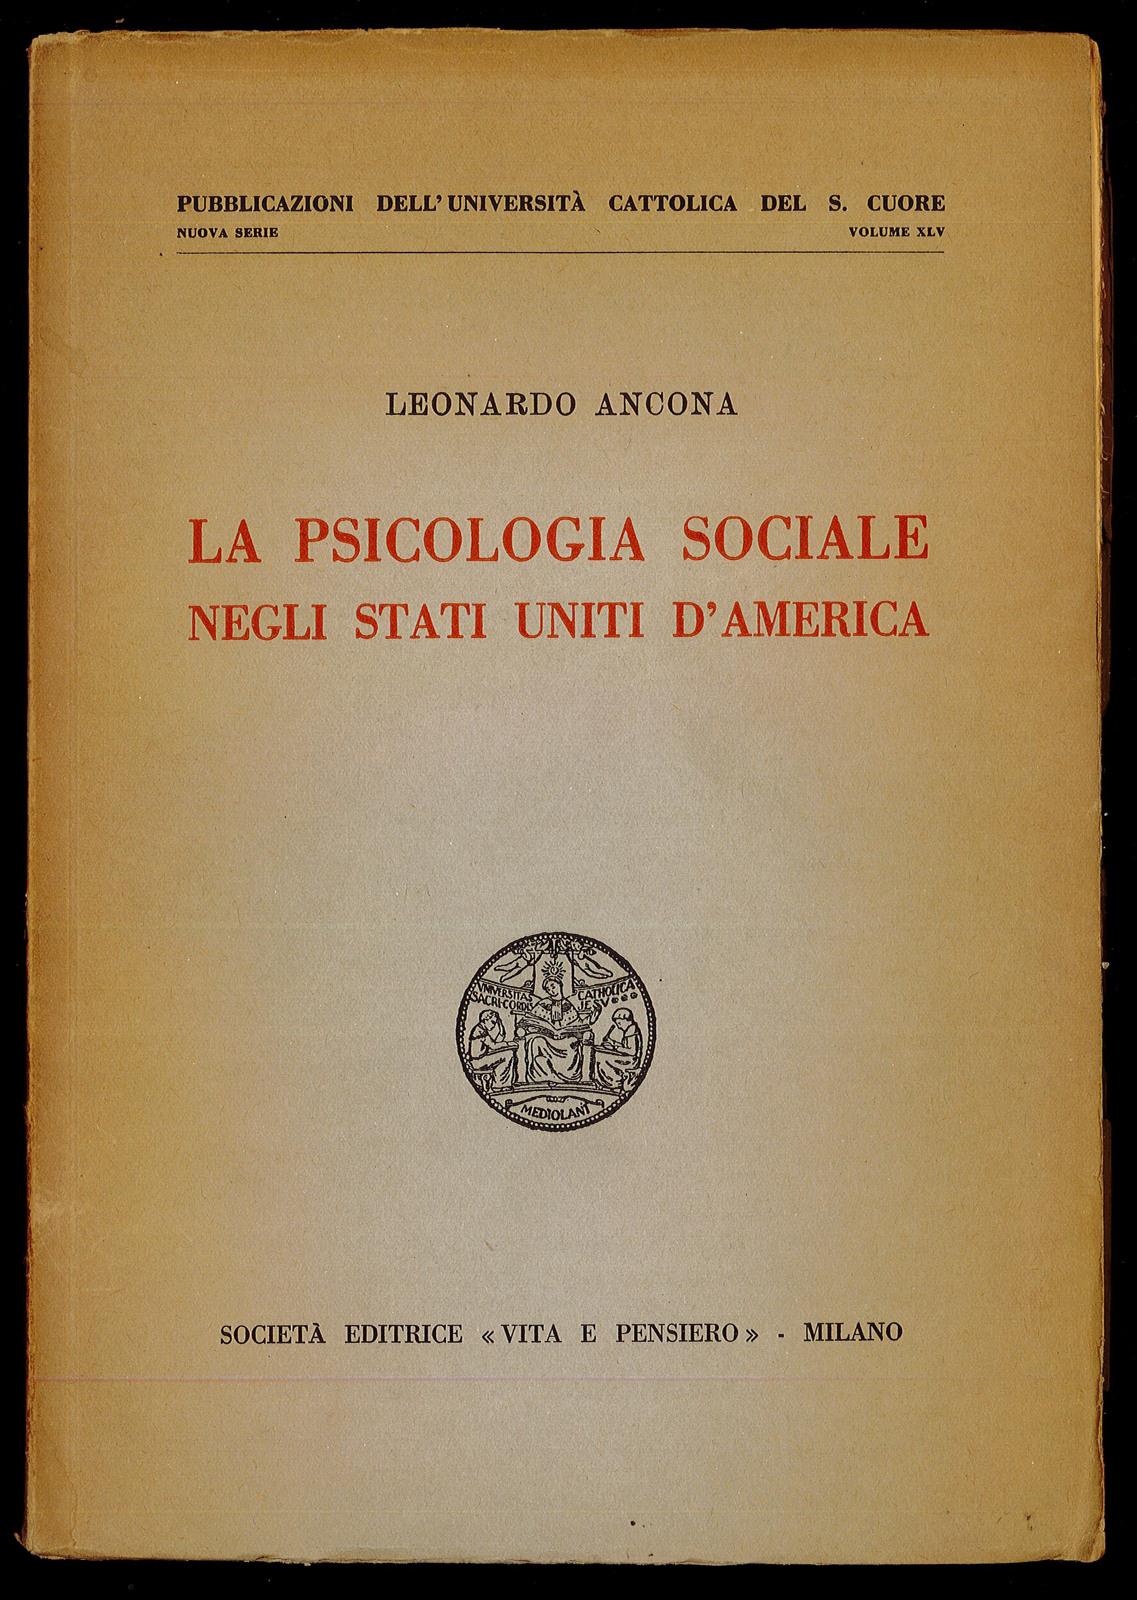 PUBBLICAZIONI DELL'UNIVERSITÀ CATTOLICA DEL S. CUORE
NUOVA SERIE VOLUME XLV
LEONARDO ANCONA
LA PSICOLOGIA SOCIALE
NEGLI STATI UNITI D'AMERICA
UNIVERSITAS CATHOLICA
SACRI·CORDIS JESV
MEDIOLANI
SOCIETÀ EDITRICE «VITA E PENSIERO» - MILANO